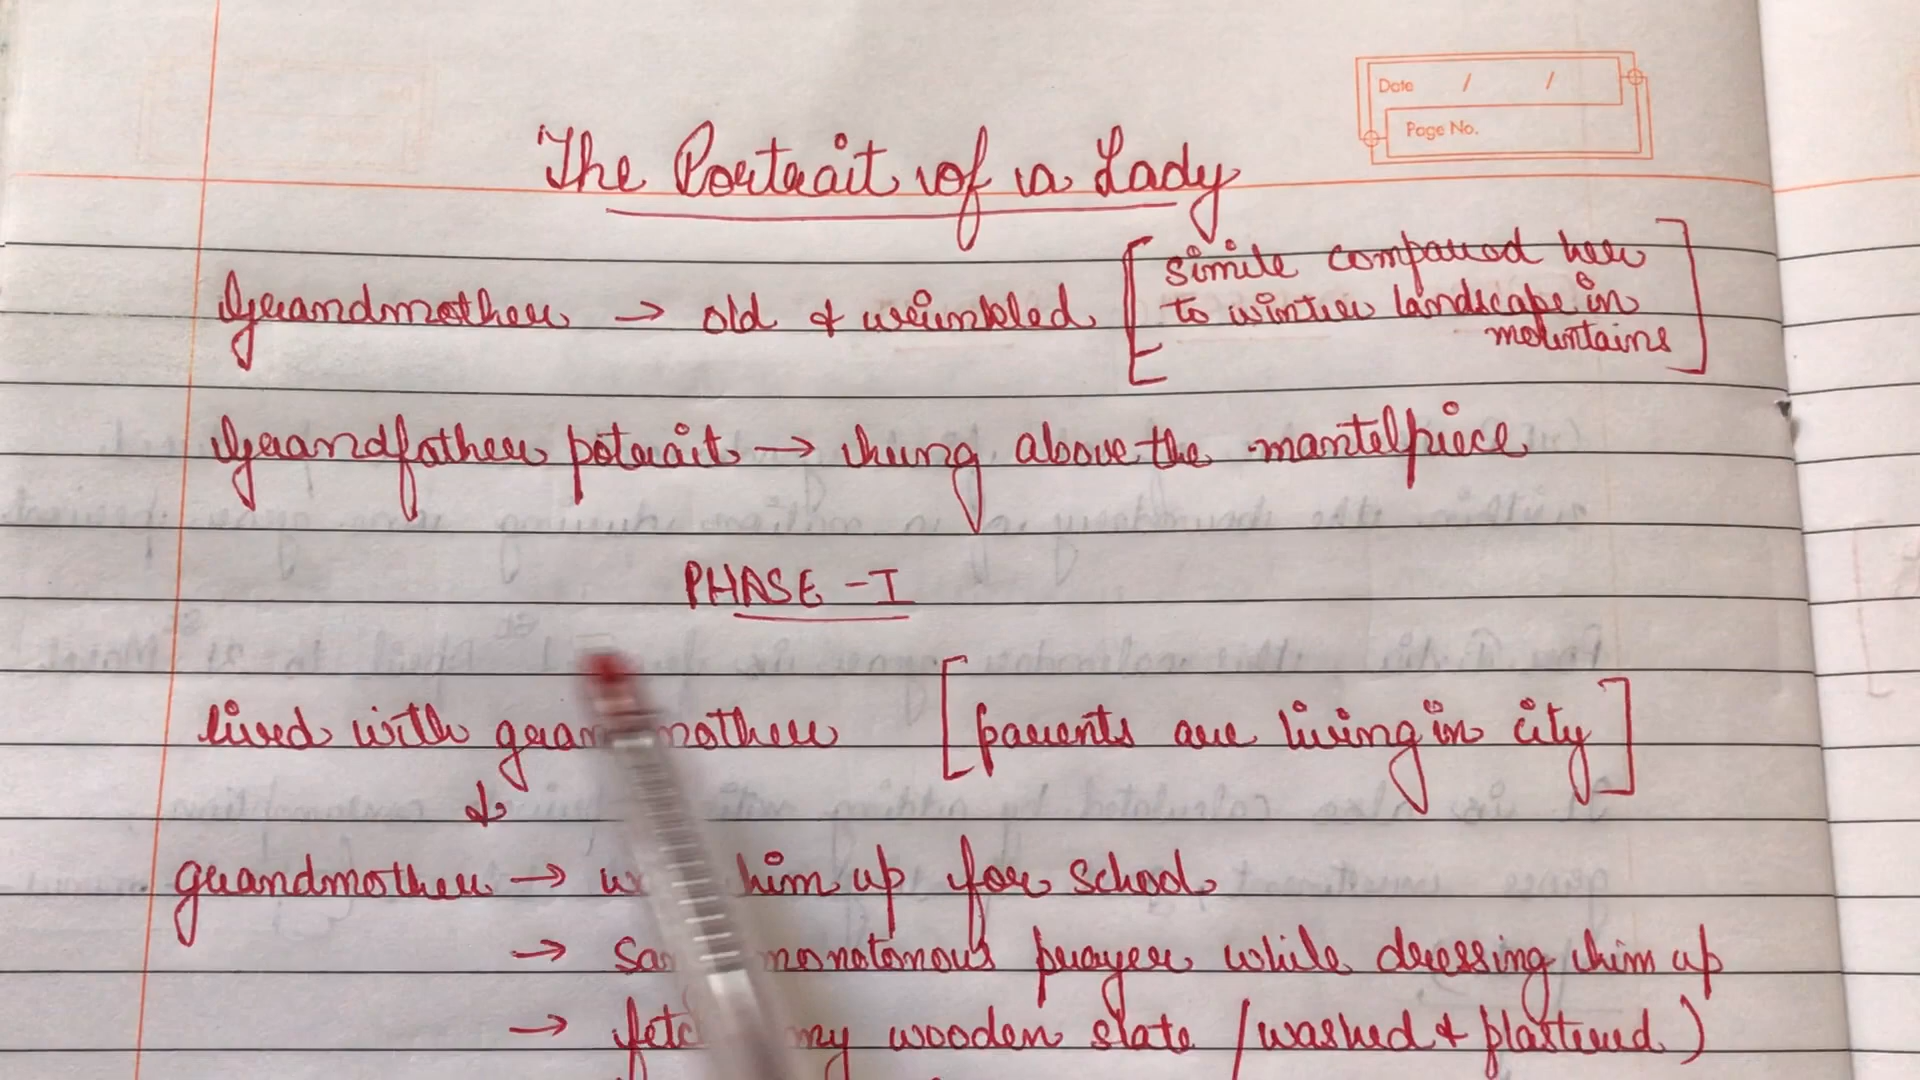 Date / /
Page No.
The Portrait of a Lady
Grandmother → old & wrinkled [simile compared her
to winter landscape in
mountains]
Grandfather potrait → hung above the mantelpiece
PHASE - I
lived with grandmother [parents are living in city]
grandmother → him up for school
→ monotonous prayer while dressing him up
→ my wooden slate (washed & plastered)